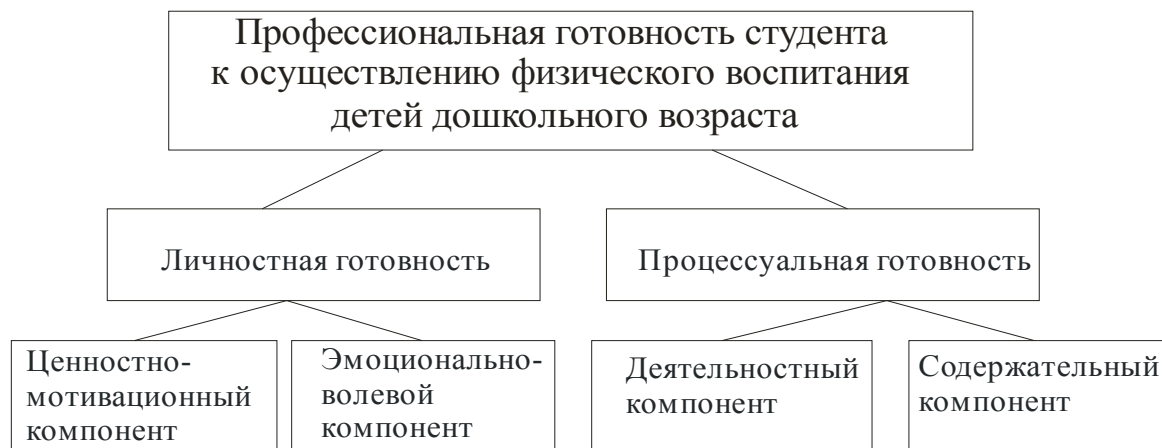 Профессиональная готовность студента
к осуществлению физического воспитания
детей дошкольного возраста
Личностная готовность
Процессуальная готовность
Ценностно-
мотивационный
компонент
Эмоционально-
волевой
компонент
Деятельностный
компонент
Содержательный
компонент